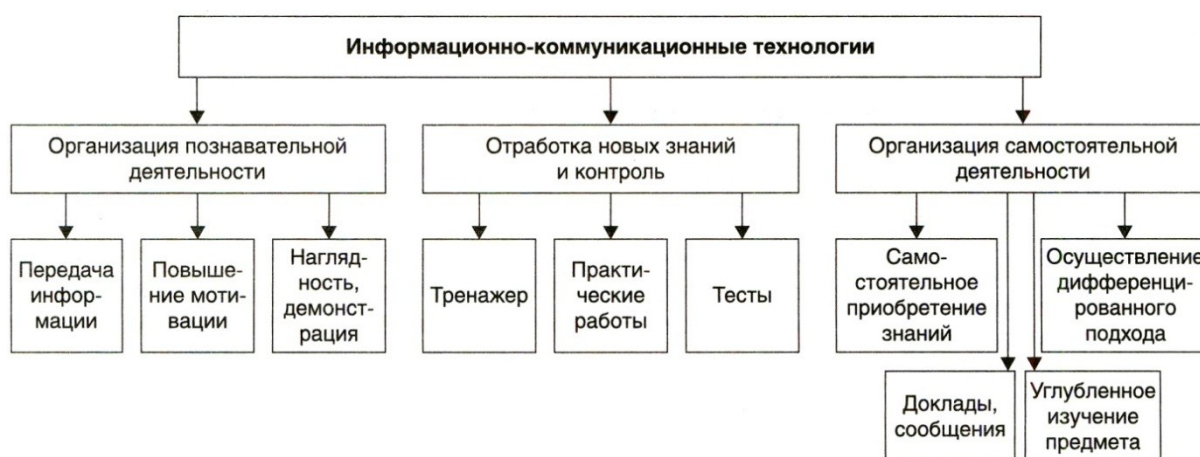 Информационно-коммуникационные технологии
Организация познавательной
деятельности
Отработка новых знаний
и контроль
Организация самостоятельной
деятельности
Передача
инфор-
мации
Повыше-
ние моти-
вации
Нагляд-
ность,
демонст-
рация
Тренажер
Практи-
ческие
работы
Тесты
Само-
стоятельное
приобретение
знаний
Осуществление
дифференци-
рованного
подхода
Доклады,
сообщения
Углубленное
изучение
предмета